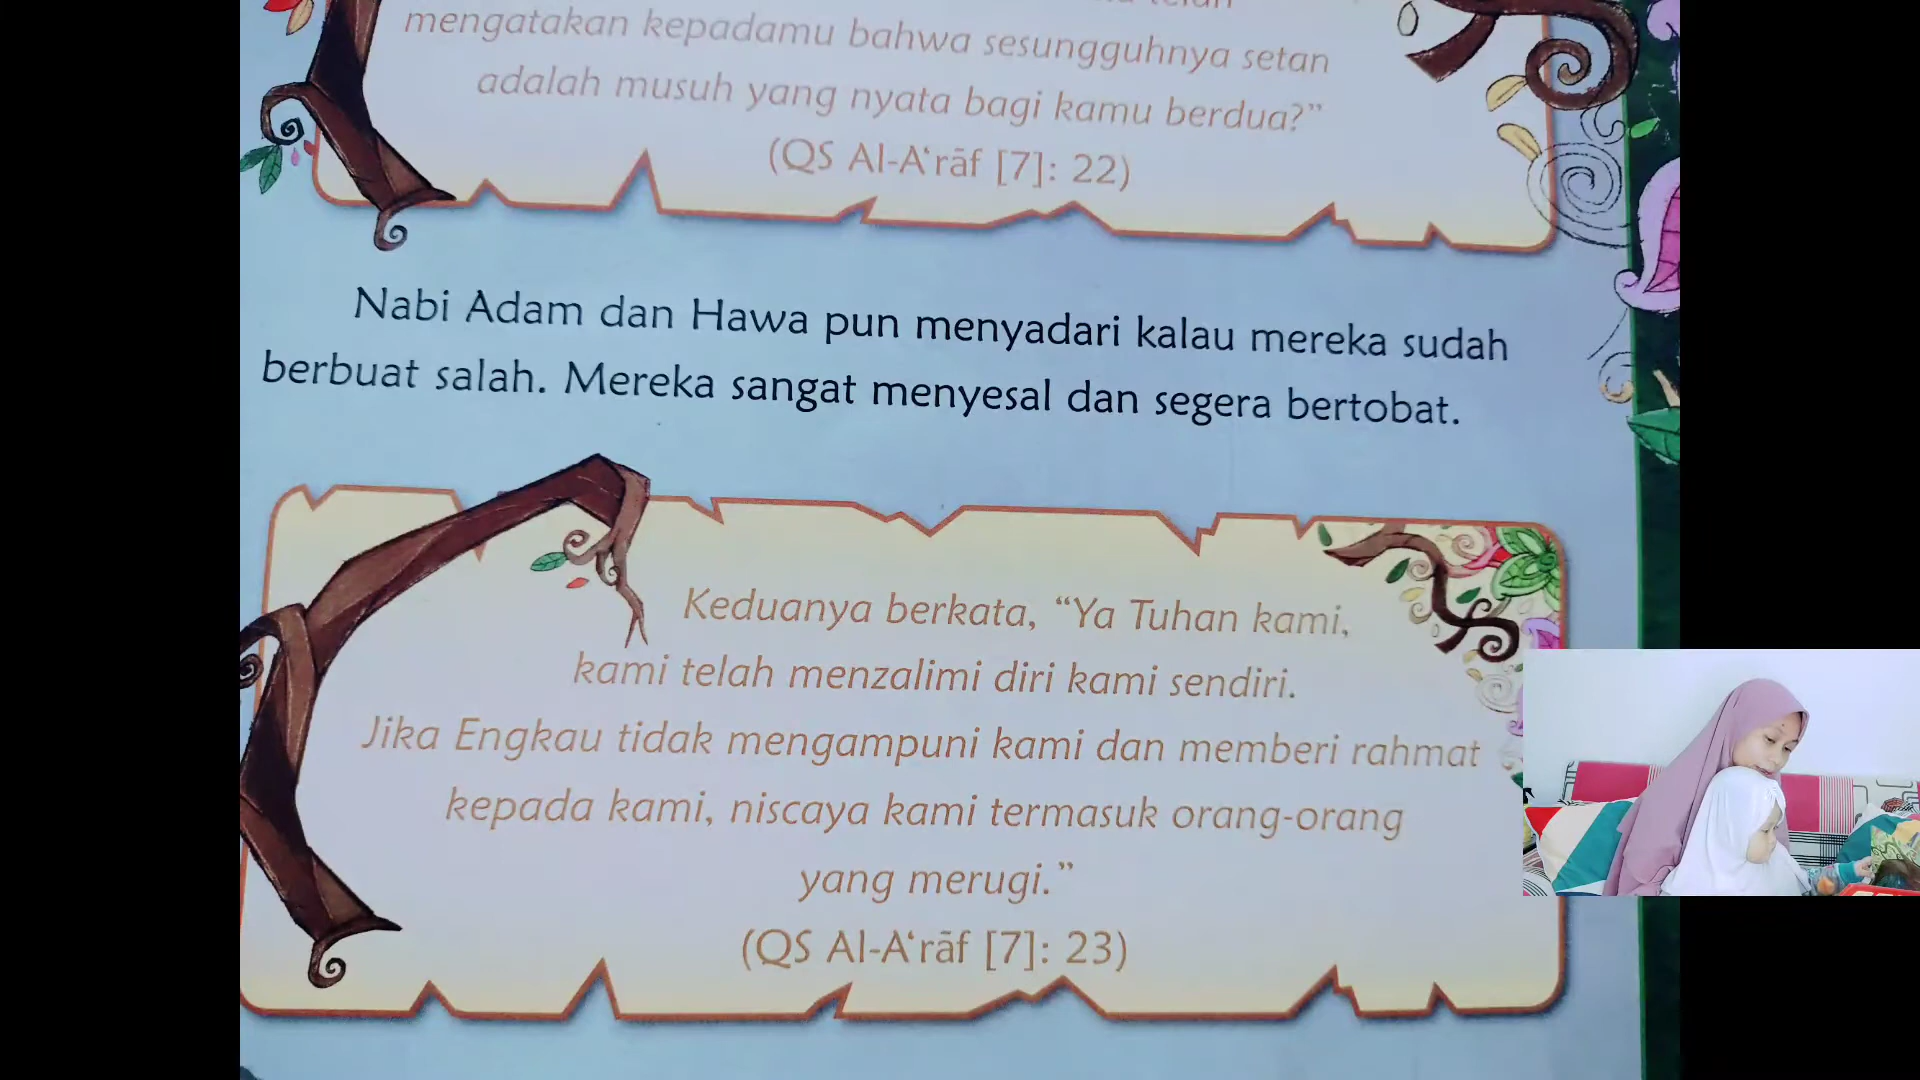 mengatakan kepadamu bahwa sesungguhnya setan
adalah musuh yang nyata bagi kamu berdua?”
(QS Al-A‘rāf [7]: 22)
Nabi Adam dan Hawa pun menyadari kalau mereka sudah
berbuat salah. Mereka sangat menyesal dan segera bertobat.
Keduanya berkata, “Ya Tuhan kami,
kami telah menzalimi diri kami sendiri.
Jika Engkau tidak mengampuni kami dan memberi rahmat
kepada kami, niscaya kami termasuk orang-orang
yang merugi.”
(QS Al-A‘rāf [7]: 23)